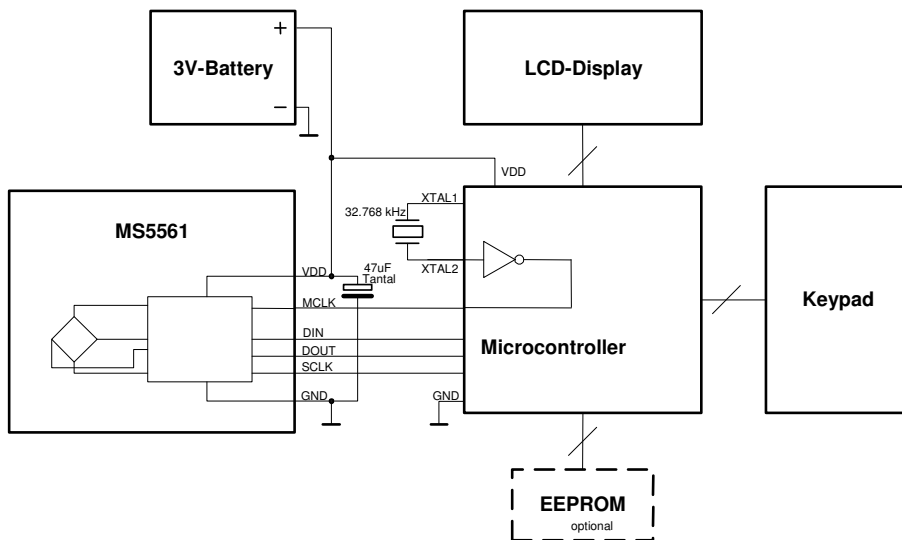 +
3V-Battery
−
LCD-Display
VDD
XTAL1
32.768 kHz
XTAL2
MS5561
VDD
47uF
Tantal
MCLK
DIN
DOUT
SCLK
GND
Microcontroller
GND
Keypad
EEPROM
optional